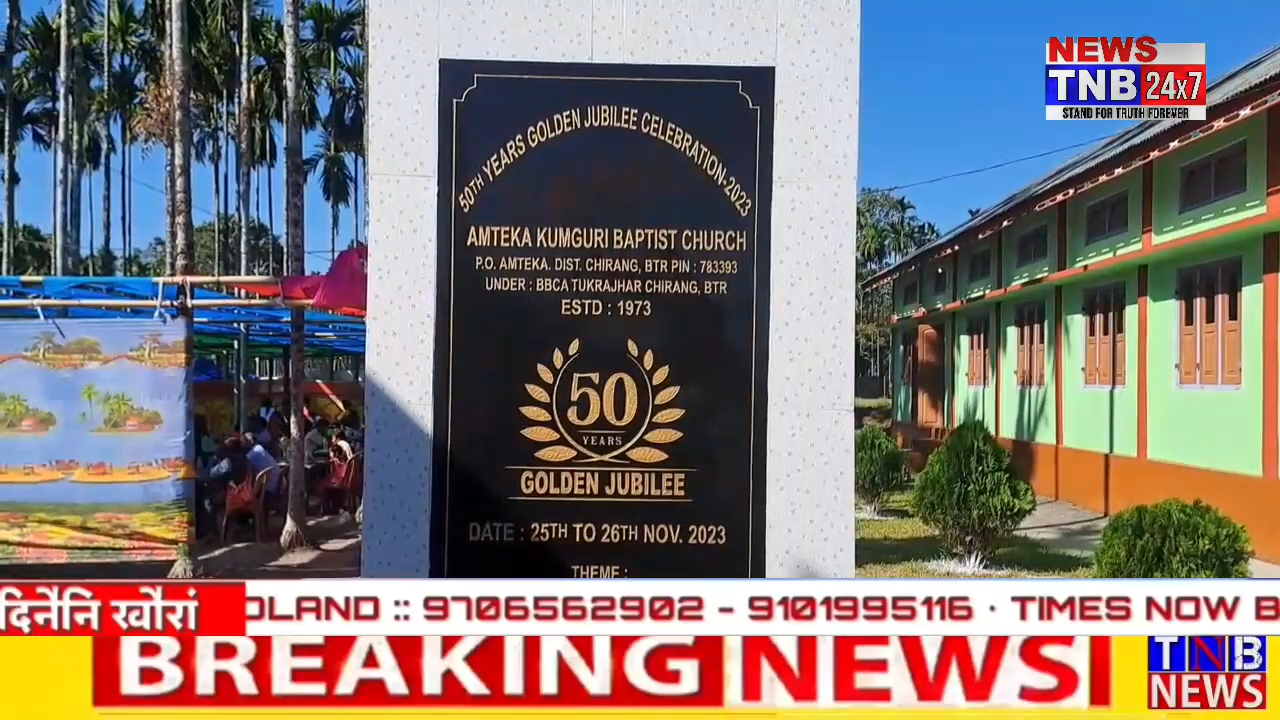 NEWS
TNB 24x7
STAND FOR TRUTH FOREVER
50TH YEARS GOLDEN JUBILEE CELEBRATION-2023
AMTEKA KUMGURI BAPTIST CHURCH
P.O. AMTEKA. DIST. CHIRANG, BTR PIN : 783393
UNDER : BBCA TUKRAJHAR CHIRANG, BTR
ESTD : 1973
50
YEARS
GOLDEN JUBILEE
DATE : 25TH TO 26TH NOV. 2023
THEME :
दिनैनि खौरां
OLAND :: 9706562902 - 9101995116 · TIMES NOW B
BREAKING NEWS
TNB
NEWS